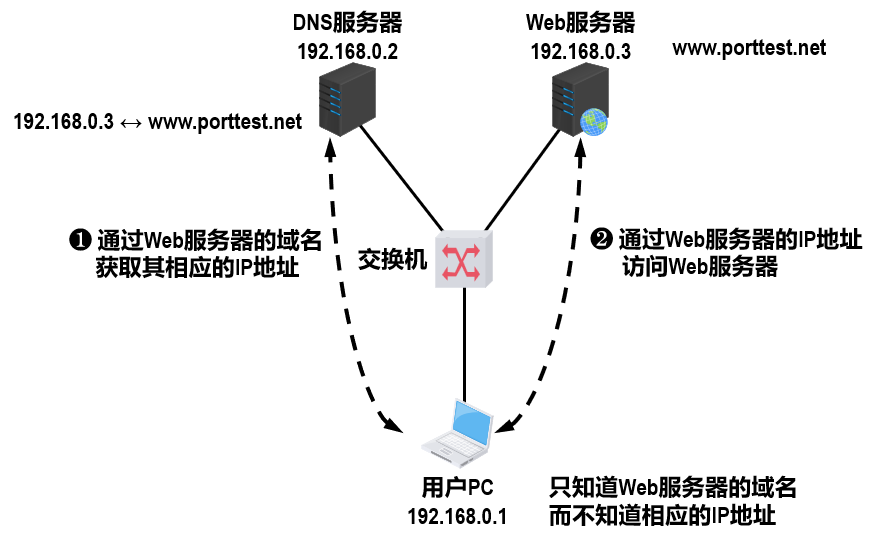 DNS服务器
192.168.0.2
Web服务器
192.168.0.3
www.porttest.net
192.168.0.3 ↔ www.porttest.net
❶ 通过Web服务器的域名
获取其相应的IP地址
交换机
❷ 通过Web服务器的IP地址
访问Web服务器
用户PC
192.168.0.1
只知道Web服务器的域名
而不知道相应的IP地址